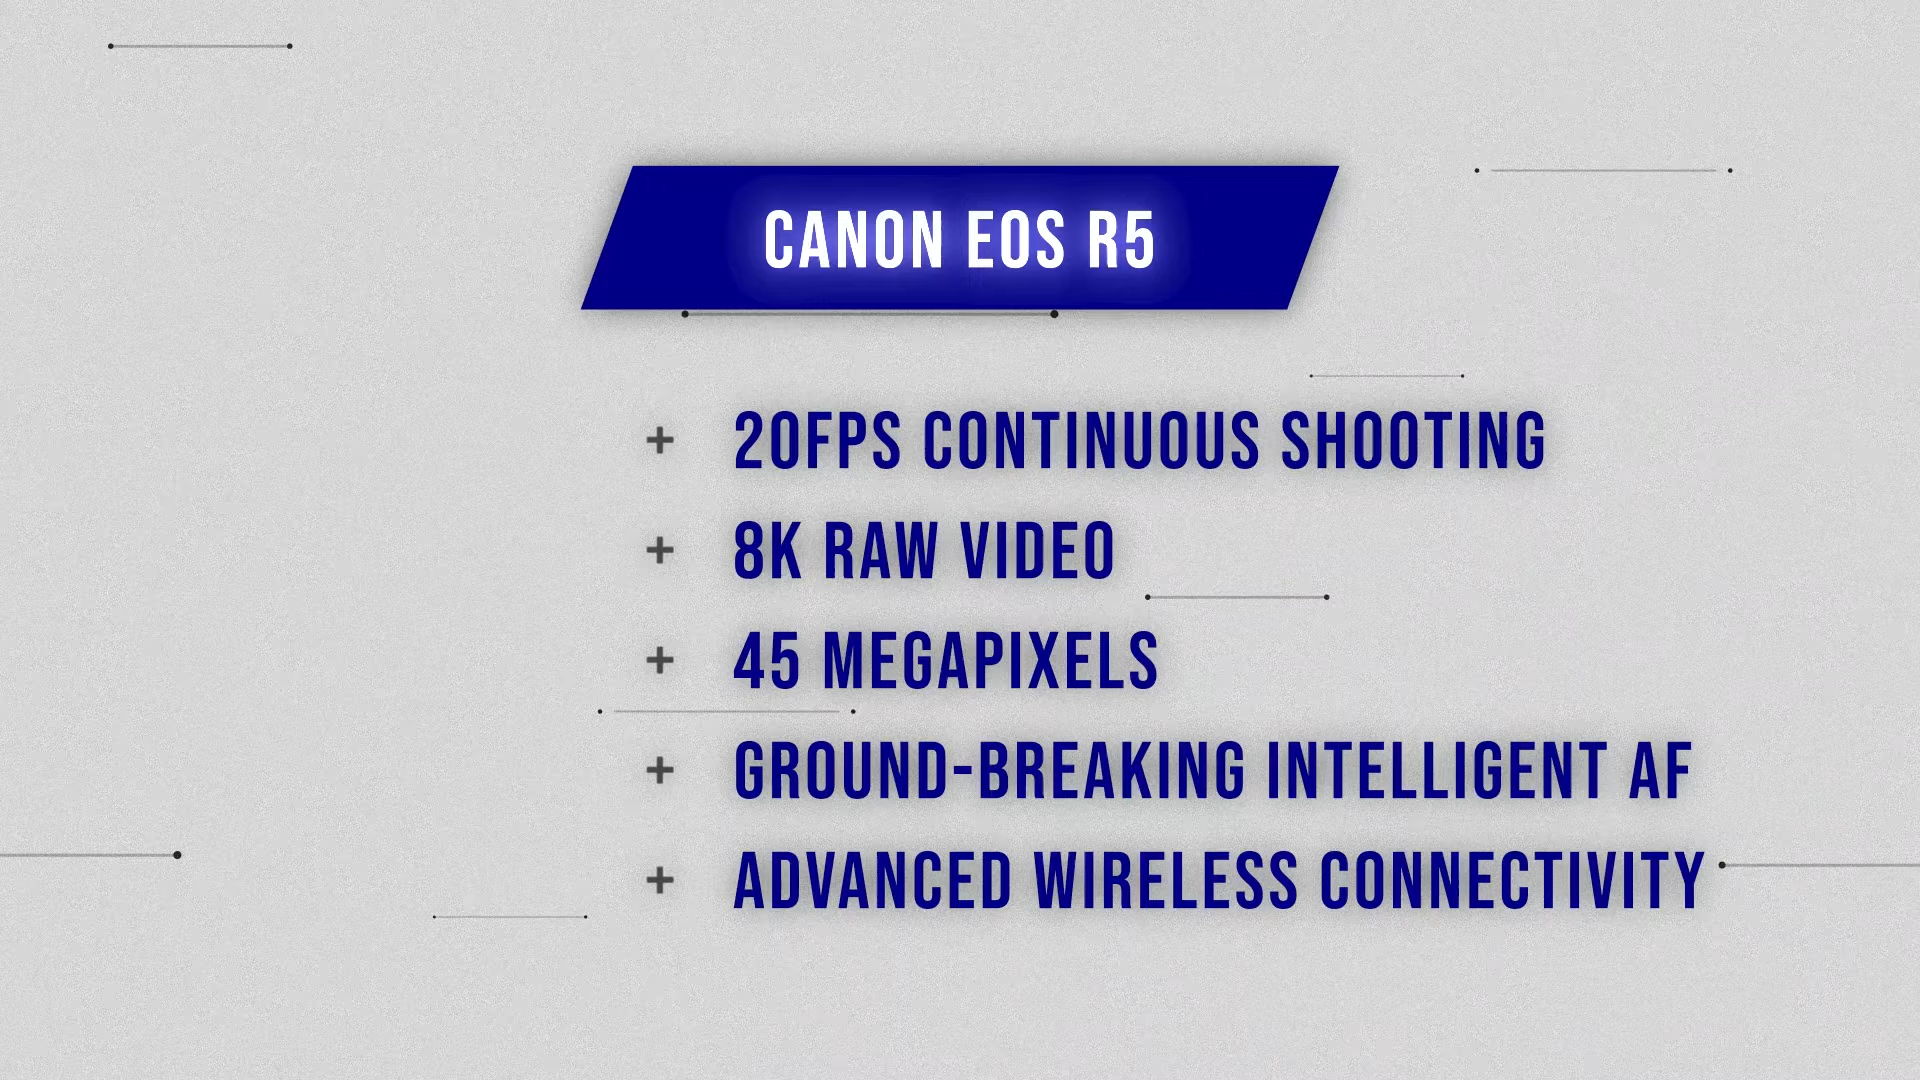 CANON EOS R5
+ 20FPS CONTINUOUS SHOOTING
+ 8K RAW VIDEO
+ 45 MEGAPIXELS
+ GROUND-BREAKING INTELLIGENT AF
+ ADVANCED WIRELESS CONNECTIVITY